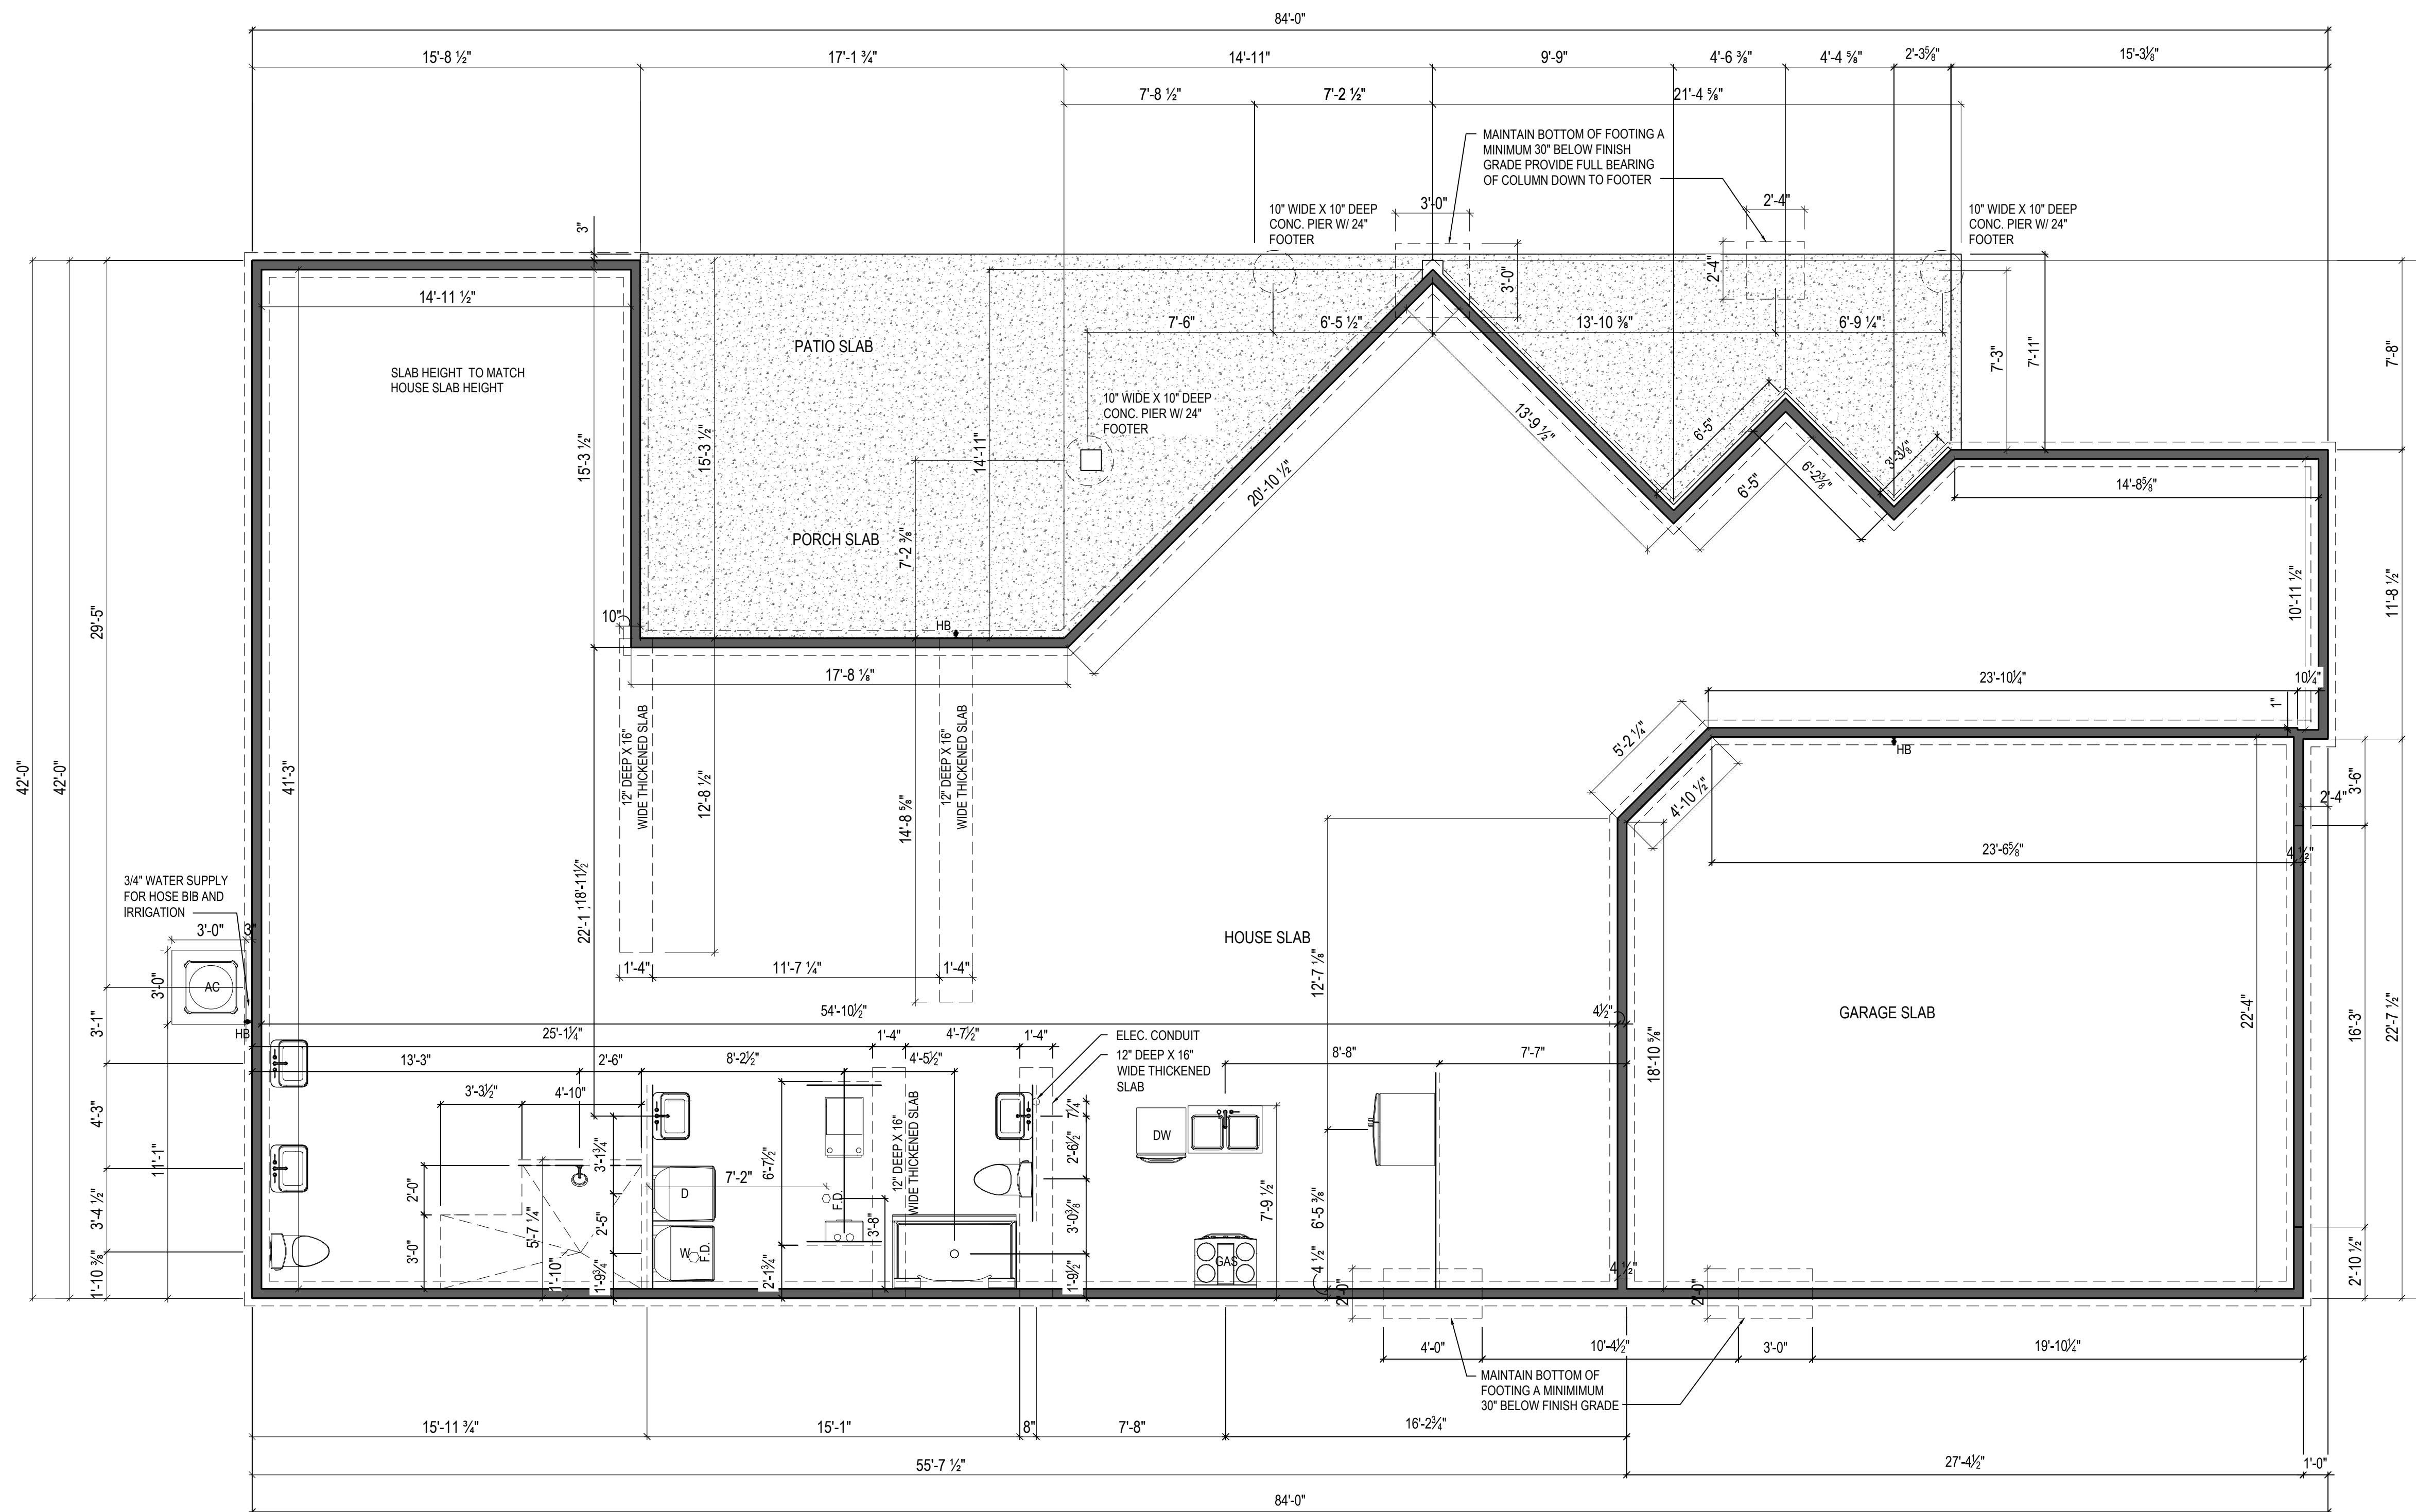 84'-0"
15'-8 ½"
17'-1 ¾"
14'-11"
9'-9"
4'-6 ⅜"
4'-4 ⅝"
2'-3⅝"
15'-3⅛"
7'-8 ½"
7'-2 ½"
21'-4 ⅝"
MAINTAIN BOTTOM OF FOOTING A
MINIMUM 30" BELOW FINISH
GRADE PROVIDE FULL BEARING
OF COLUMN DOWN TO FOOTER
10" WIDE X 10" DEEP
CONC. PIER W/ 24"
FOOTER
3'-0"
2'-4"
10" WIDE X 10" DEEP
CONC. PIER W/ 24"
FOOTER
3"
14'-11 ½"
3'-0"
2'-4"
7'-6"
6'-5 ½"
13'-10 ⅜"
6'-9 ¼"
7'-3"
7'-11"
7'-8"
PATIO SLAB
SLAB HEIGHT TO MATCH
HOUSE SLAB HEIGHT
10" WIDE X 10" DEEP
CONC. PIER W/ 24"
FOOTER
15'-3 ½"
15'-3 ½"
14'-11"
20'-10 ½"
13'-9 ½"
6'-5"
6'-5"
6'-2⅜"
3'-3⅛"
14'-8⅝"
PORCH SLAB
7'-2 ⅜"
10"
HB
17'-8 ⅛"
10'-11 ½"
11'-8 ½"
29'-5"
42'-0"
42'-0"
41'-3"
12" DEEP X 16"
WIDE THICKENED SLAB
12'-8 ½"
12" DEEP X 16"
WIDE THICKENED SLAB
14'-8 ⅝"
23'-10¼"
10¼"
1"
5'-2 ¼"
4'-10 ½"
HB
3'-6"
2'-4"
23'-6⅝"
4 ½"
3/4" WATER SUPPLY
FOR HOSE BIB AND
IRRIGATION
3'-0"
3"
22'-1
18'-11½"
HOUSE SLAB
12'-7 ⅛"
1'-4"
11'-7 ¼"
1'-4"
3'-0"
AC
HB
GARAGE SLAB
22'-4"
16'-3"
22'-7 ½"
54'-10½"
4½"
25'-1¼"
1'-4"
4'-7½"
1'-4"
ELEC. CONDUIT
12" DEEP X 16"
WIDE THICKENED
SLAB
3'-1"
13'-3"
2'-6"
8'-2½"
4'-5½"
8'-8"
7'-7"
18'-10 ⅝"
3'-3½"
4'-10"
4'-3"
11'-1"
3'-1¾"
6'-7½"
12" DEEP X 16"
WIDE THICKENED SLAB
7¼"
2'-6½"
DW
2'-0"
D
7'-2"
F.D.
3'-4 ½"
5'-7 ¼"
2'-5"
3'-8"
3'-0⅜"
7'-9 ½"
6'-5 ⅜"
3'-0"
W
F.D.
GAS
1'-10 ⅜"
1'-10"
1'-9¾"
2'-1¾"
1'-9½"
4 ½"
2'-0"
4 ½"
2'-0"
2'-10 ½"
4'-0"
10'-4½"
3'-0"
19'-10¼"
MAINTAIN BOTTOM OF
FOOTING A MINIMIMUM
30" BELOW FINISH GRADE
15'-11 ¾"
15'-1"
8"
7'-8"
16'-2¾"
55'-7 ½"
27'-4½"
1'-0"
84'-0"